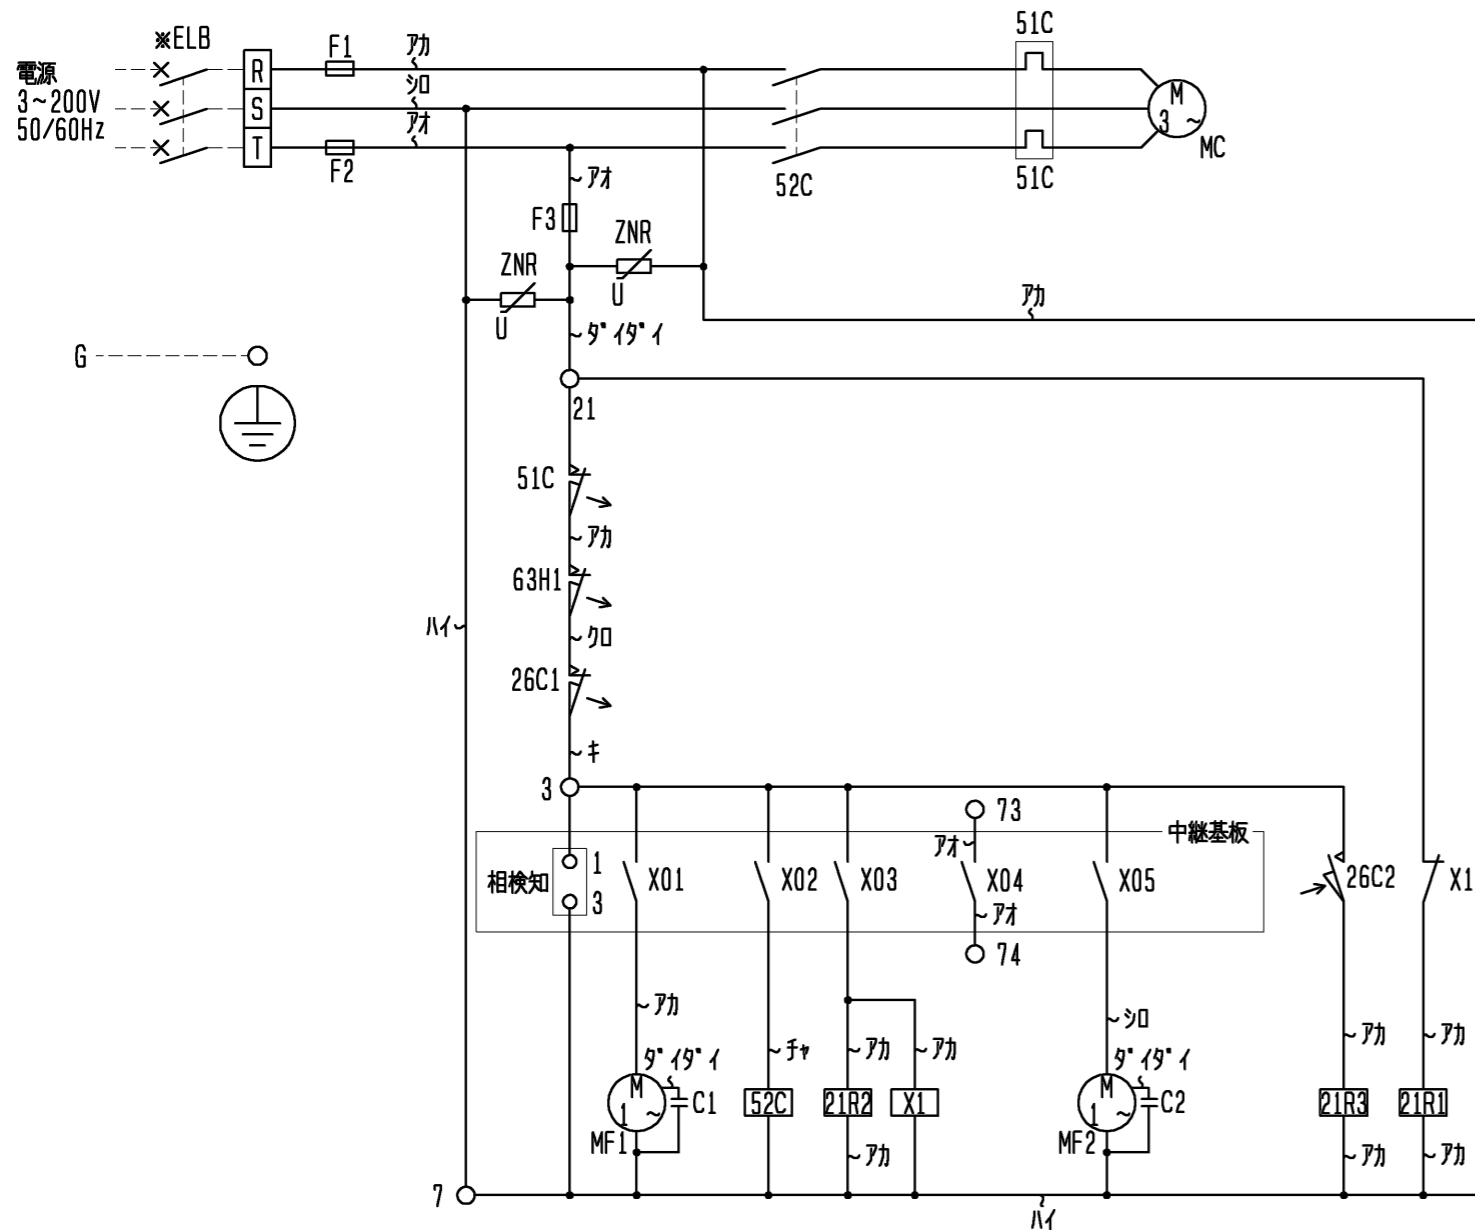 ※ELB
電源
3~200V
50/60Hz
R
S
T
F1
F2
ｱｶ
ｼﾛ
ｱｵ
51C
52C
51C
M
3 ~
MC
ｱｵ
F3
ZNR
U
ZNR
U
ｱｶ
ﾀﾞｲﾀﾞｲ
G
21
51C
ｱｶ
63H1
ﾊｲ
ｸﾛ
26C1
ｷ
3
73
中継基板
ｱｵ
相検知
1
3
X01
X02
X03
X04
X05
26C2
X1
ｱｵ
74
ｱｶ
ｼﾛ
ｱｶ
ｱｶ
ﾀﾞｲﾀﾞｲ
ﾁｬ
ｱｶ
ｱｶ
ﾀﾞｲﾀﾞｲ
M
1 ~
C1
MF1
52C
21R2
X1
M
1 ~
C2
MF2
21R3
21R1
ｱｶ
ｱｶ
ｱｶ
7
ﾊｲ